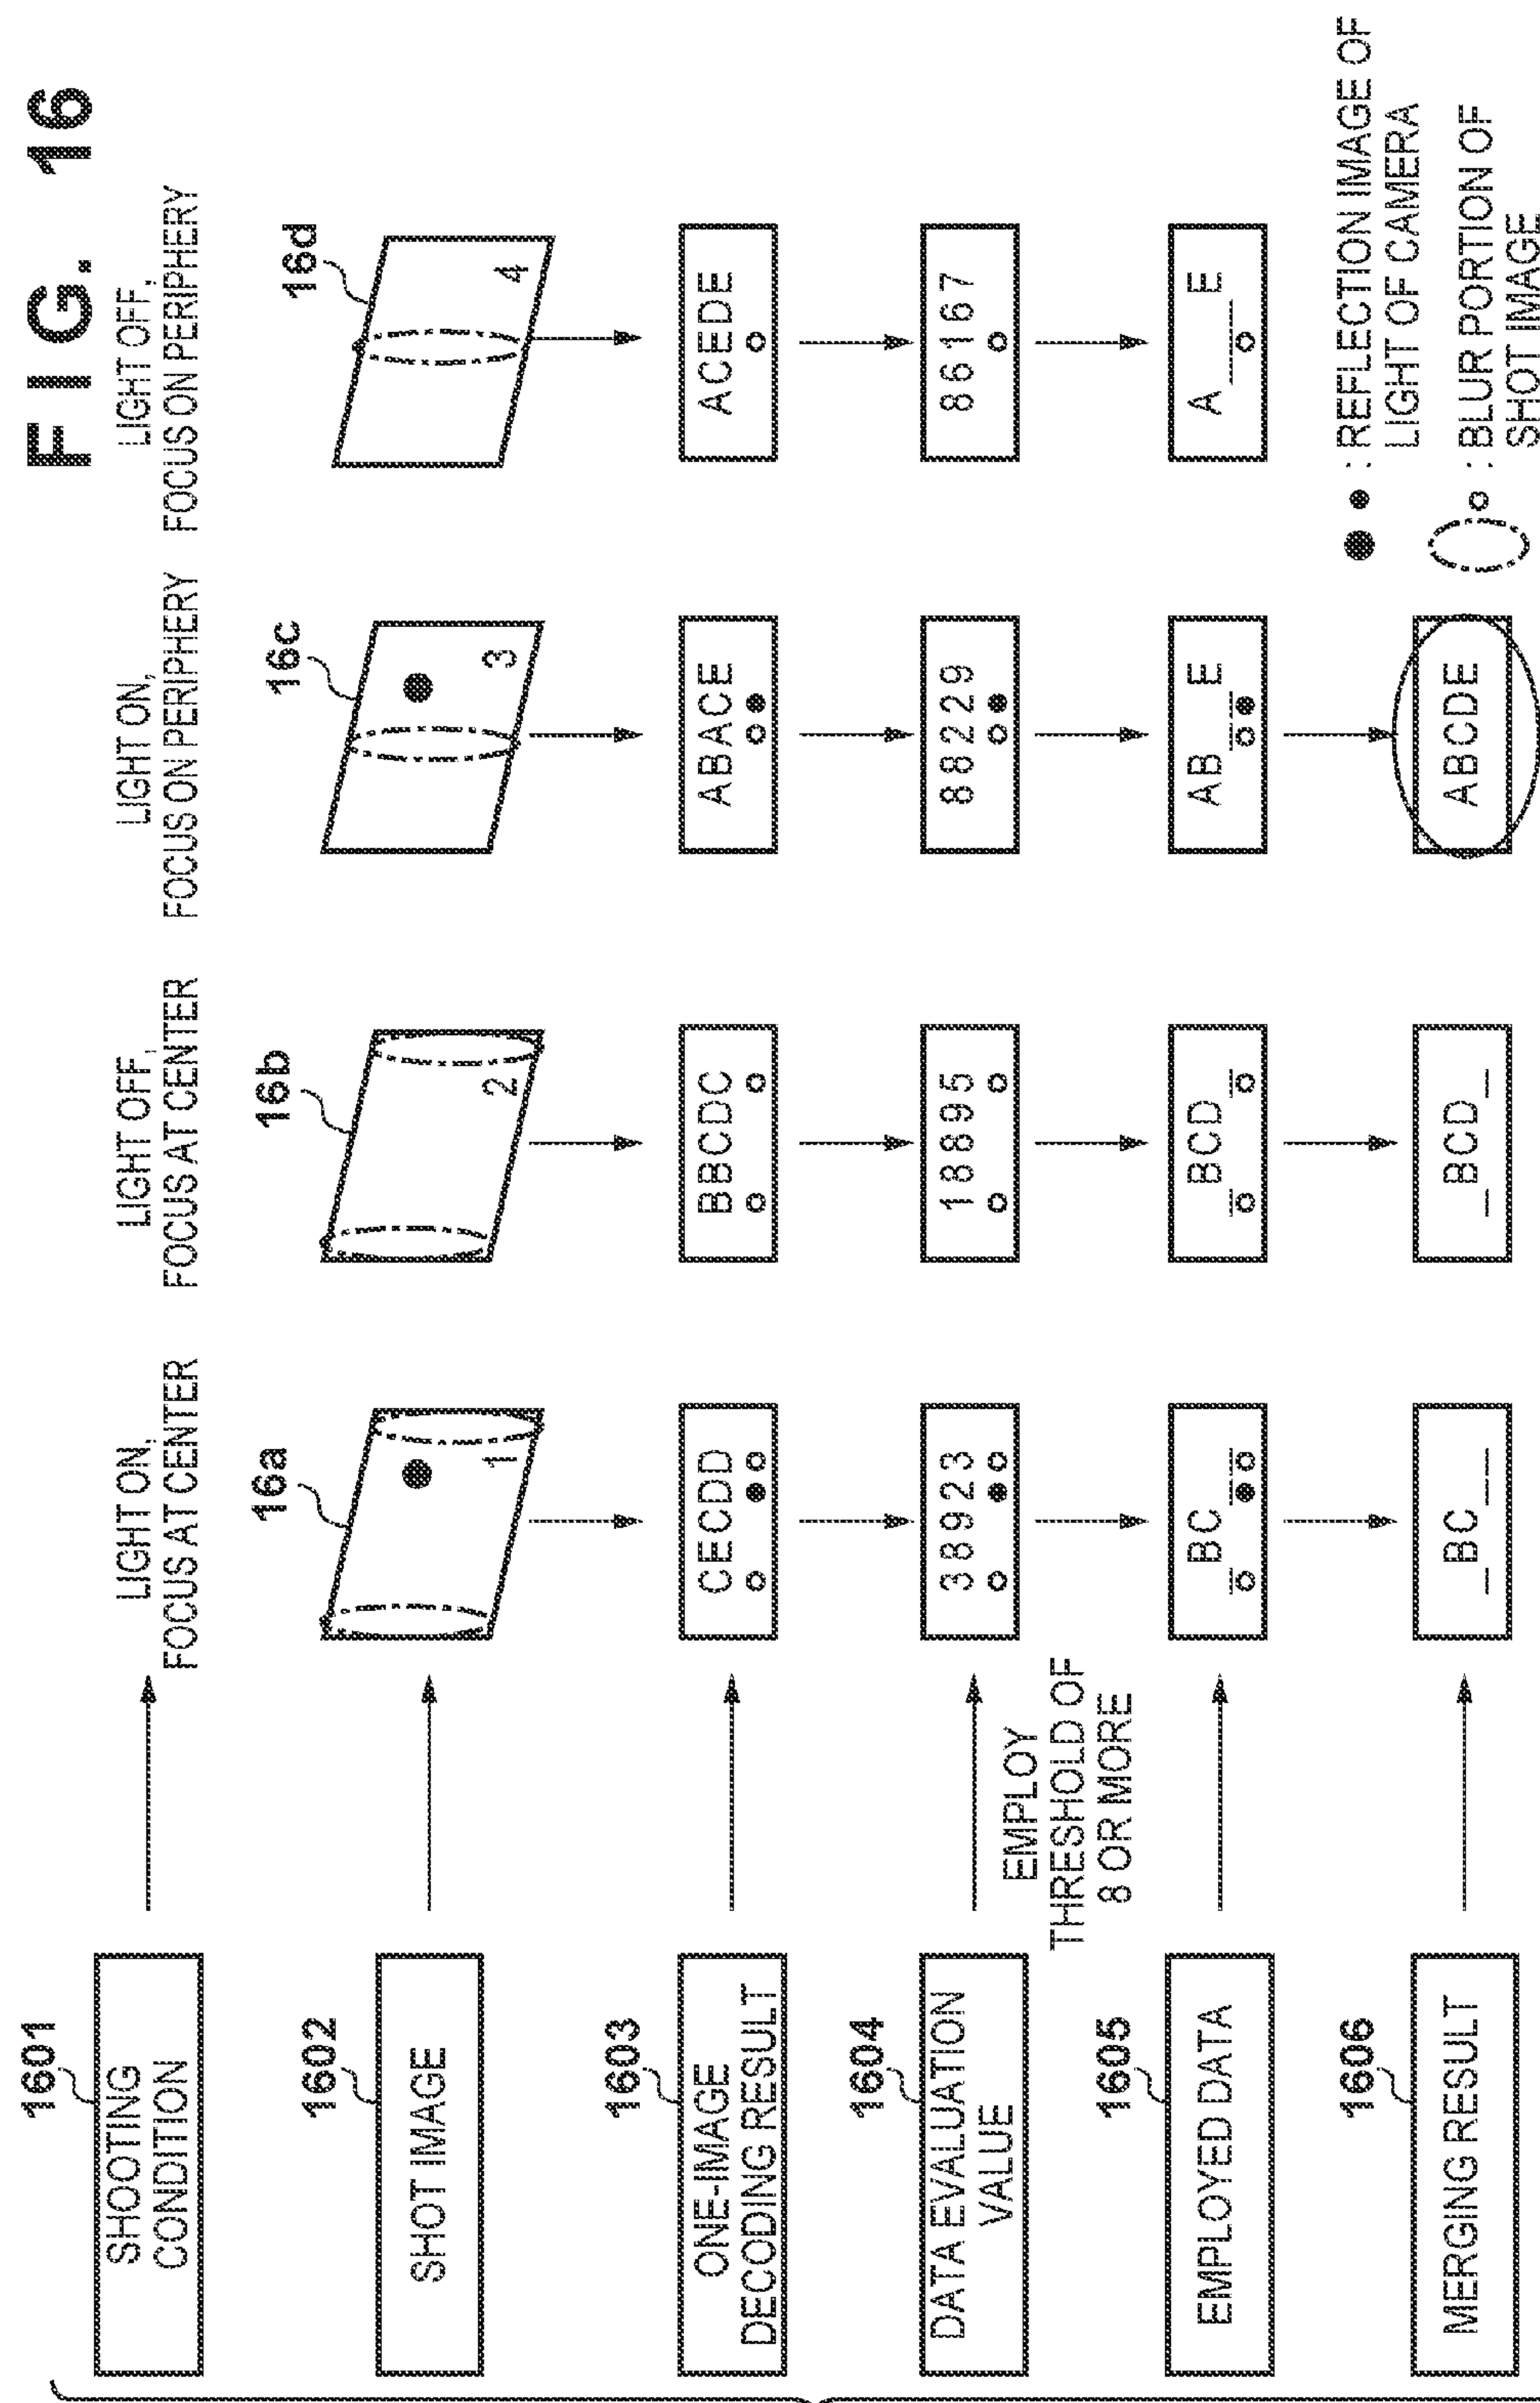 FIG. 16
1601
SHOOTING
CONDITION
LIGHT ON,
FOCUS AT CENTER
LIGHT OFF,
FOCUS AT CENTER
LIGHT ON,
FOCUS ON PERIPHERY
LIGHT OFF,
FOCUS ON PERIPHERY
1602
SHOT IMAGE
16a
1
16b
2
16c
3
16d
4
1603
ONE-IMAGE
DECODING RESULT
CECDD
BBCDC
ABACE
ACEDE
1604
DATA EVALUATION
VALUE
38923
18895
88229
86167
EMPLOY
THRESHOLD OF
8 OR MORE
1605
EMPLOYED DATA
_BC__
_BCD_
AB__E
A___E
1606
MERGING RESULT
_BC__
_BCD_
ABCDE
: REFLECTION IMAGE OF
LIGHT OF CAMERA
: BLUR PORTION OF
SHOT IMAGE